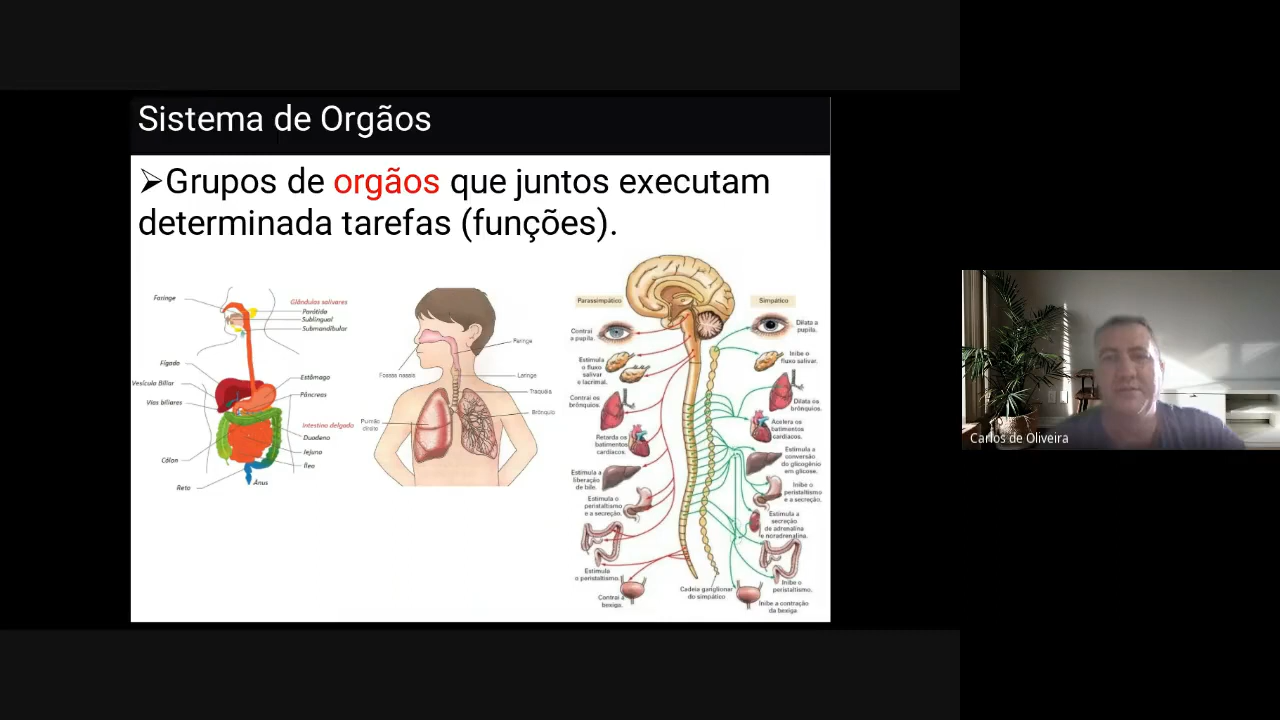 Sistema de Orgãos
➢Grupos de orgãos que juntos executam
determinada tarefas (funções).
Faringe
Glândulas salivares
Parótida
Sublingual
Submandibular
Fígado
Vesícula Biliar
Vias biliares
Estômago
Pâncreas
Intestino delgado
Duodeno
Jejuno
Íleo
Cólon
Reto
Ânus
Fossas nasais
Faringe
Laringe
Traquéia
Brônquio
Pulmão
direito
Parassimpático
Contrai
a pupila.
Estimula
o fluxo
salivar
e lacrimal.
Contrai os
brônquios.
Retarda os
batimentos
cardíacos.
Estimula a
liberação
de bile.
Estimula o
peristaltismo
e a secreção.
Estimula
o peristaltismo.
Contrai a
bexiga.
Simpático
Dilata a
pupila.
Inibe o
fluxo salivar.
Dilata os
brônquios.
Acelera os
batimentos
cardíacos.
Estimula a
conversão
do glicogênio
em glicose.
Inibe o
peristaltismo
e a secreção.
Estimula a
secreção
de adrenalina
e noradrenalina.
Inibe o
peristaltismo.
Inibe a contração
da bexiga
Cadeia ganglionar
do simpático
Carlos de Oliveira